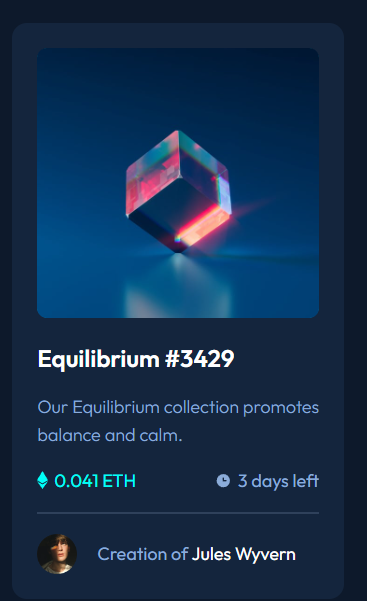 Equilibrium #3429
Our Equilibrium collection promotes
balance and calm.
0.041 ETH 3 days left
Creation of Jules Wyvern